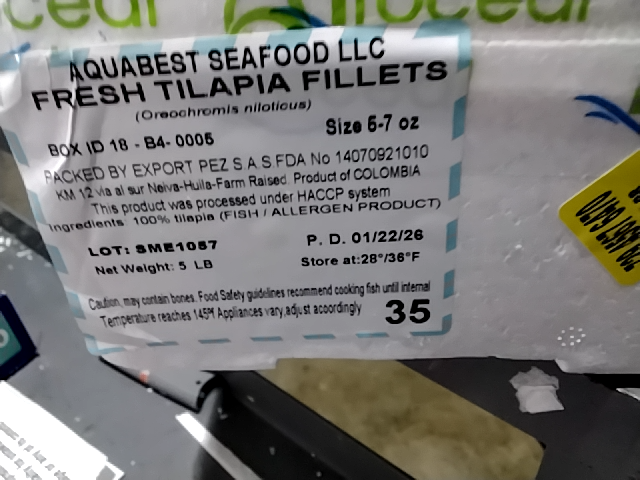 AQUABEST SEAFOOD LLC
FRESH TILAPIA FILLETS
(Oreochromis niloticus)
Size 5-7 oz
BOX ID 18 - B4- 0005
PACKED BY EXPORT PEZ S.A.S.FDA No 14070921010
KM 12 via al sur Neiva-Huila-Farm Raised. Product of COLOMBIA
This product was processed under HACCP system
Ingredients: 100% tilapia (FISH / ALLERGEN PRODUCT)
LOT: SME1087
P. D. 01/22/26
Net Weight: 5 LB
Store at:28°/36°F
Caution, may contain bones. Food Safety guidelines recommend cooking fish until internal
Temperature reaches 145ºf Appliances vary,adjust acoordingly
35